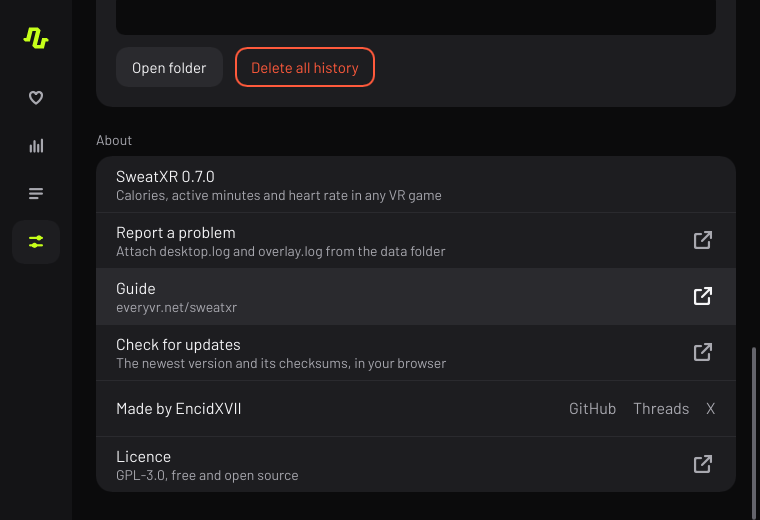 Open folder
Delete all history
About
SweatXR 0.7.0
Calories, active minutes and heart rate in any VR game
Report a problem
Attach desktop.log and overlay.log from the data folder
Guide
everyvr.net/sweatxr
Check for updates
The newest version and its checksums, in your browser
Made by EncidXVII
GitHub Threads X
Licence
GPL-3.0, free and open source